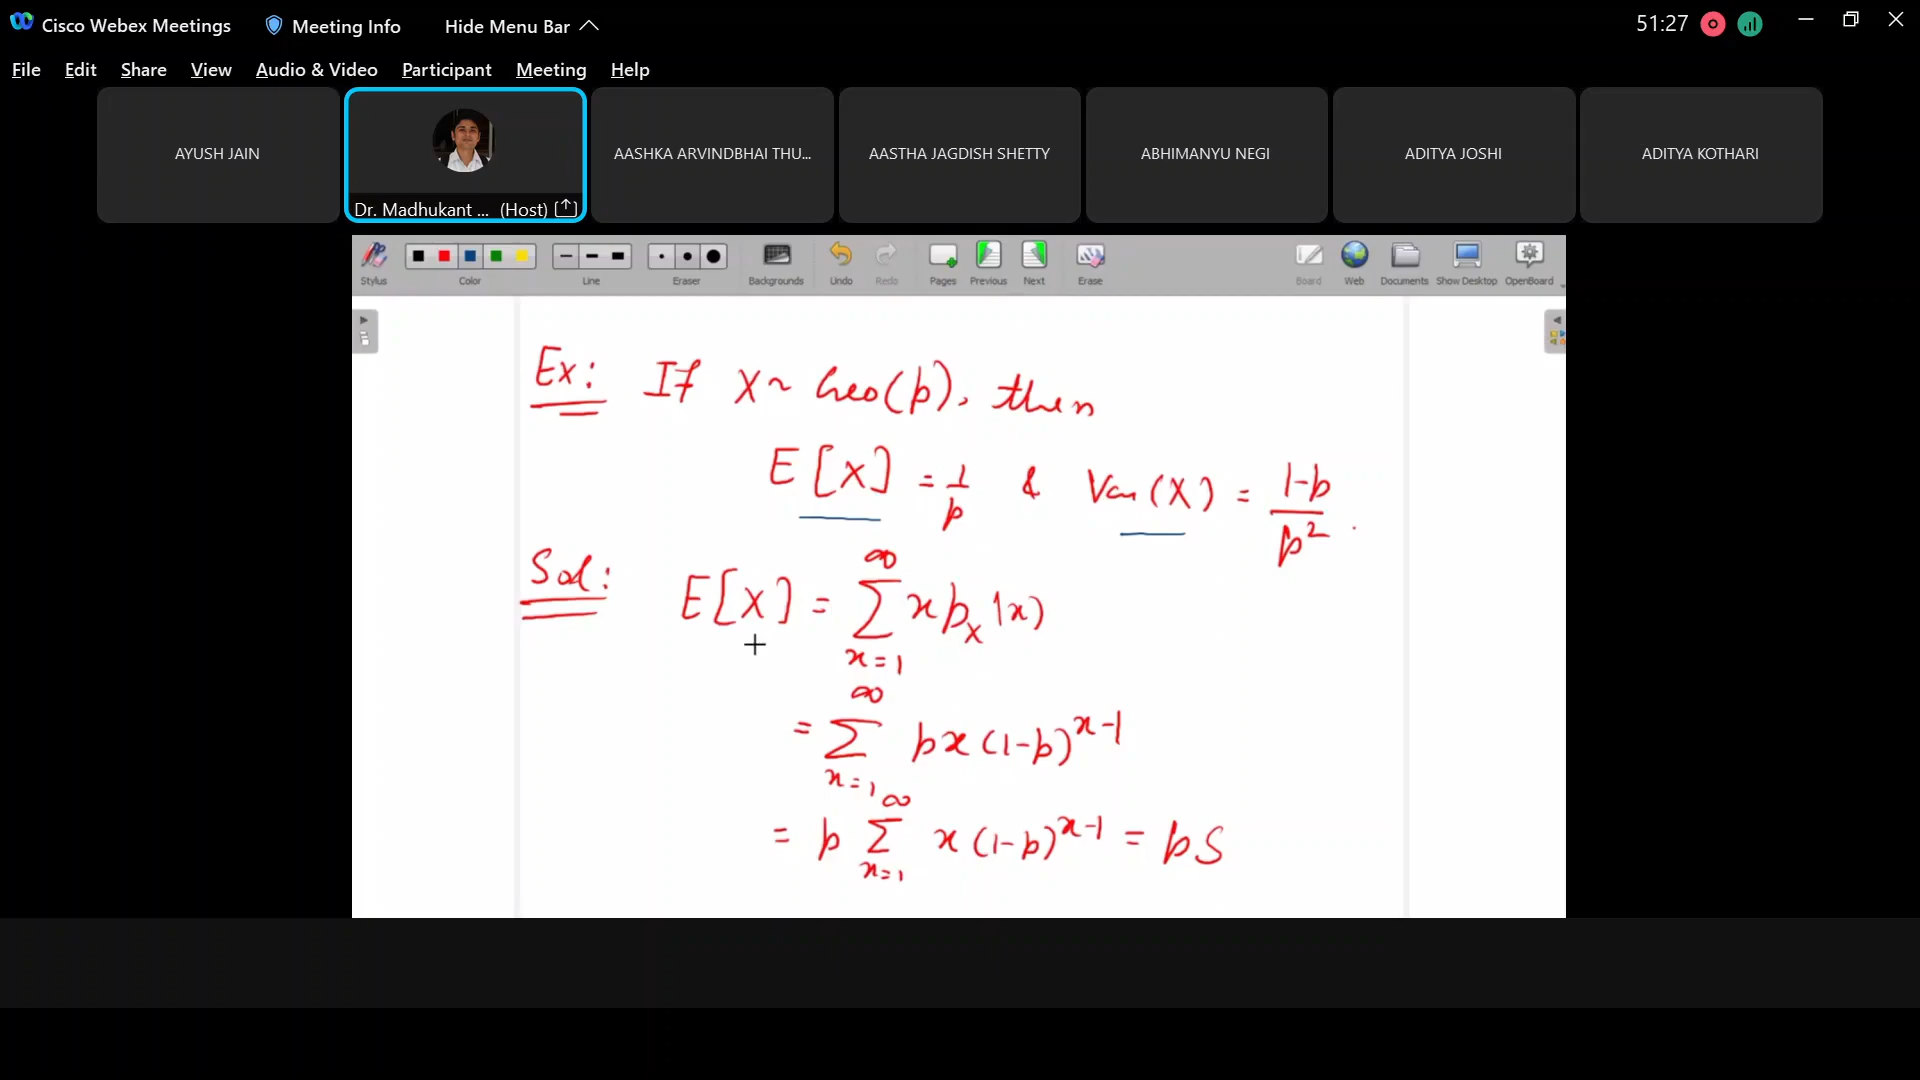 Cisco Webex Meetings Meeting Info Hide Menu Bar 51:27
File Edit Share View Audio & Video Participant Meeting Help
AYUSH JAIN
Dr. Madhukant ... (Host)
AASHKA ARVINDBHAI THU...
AASTHA JAGDISH SHETTY
ABHIMANYU NEGI
ADITYA JOSHI
ADITYA KOTHARI
Stylus Color Line Eraser Backgrounds Undo Redo Pages Previous Next Erase Board Web Documents Show Desktop OpenBoard
Ex: If X ~ Geo(p), then
E[X] = 1/p & Var(X) = (1-p)/p².
Sol: E[X] = ∑_{x=1}^{∞} x p_X(x)
= ∑_{x=1}^{∞} p x (1-p)^{x-1}
= p ∑_{x=1}^{∞} x (1-p)^{x-1} = p S